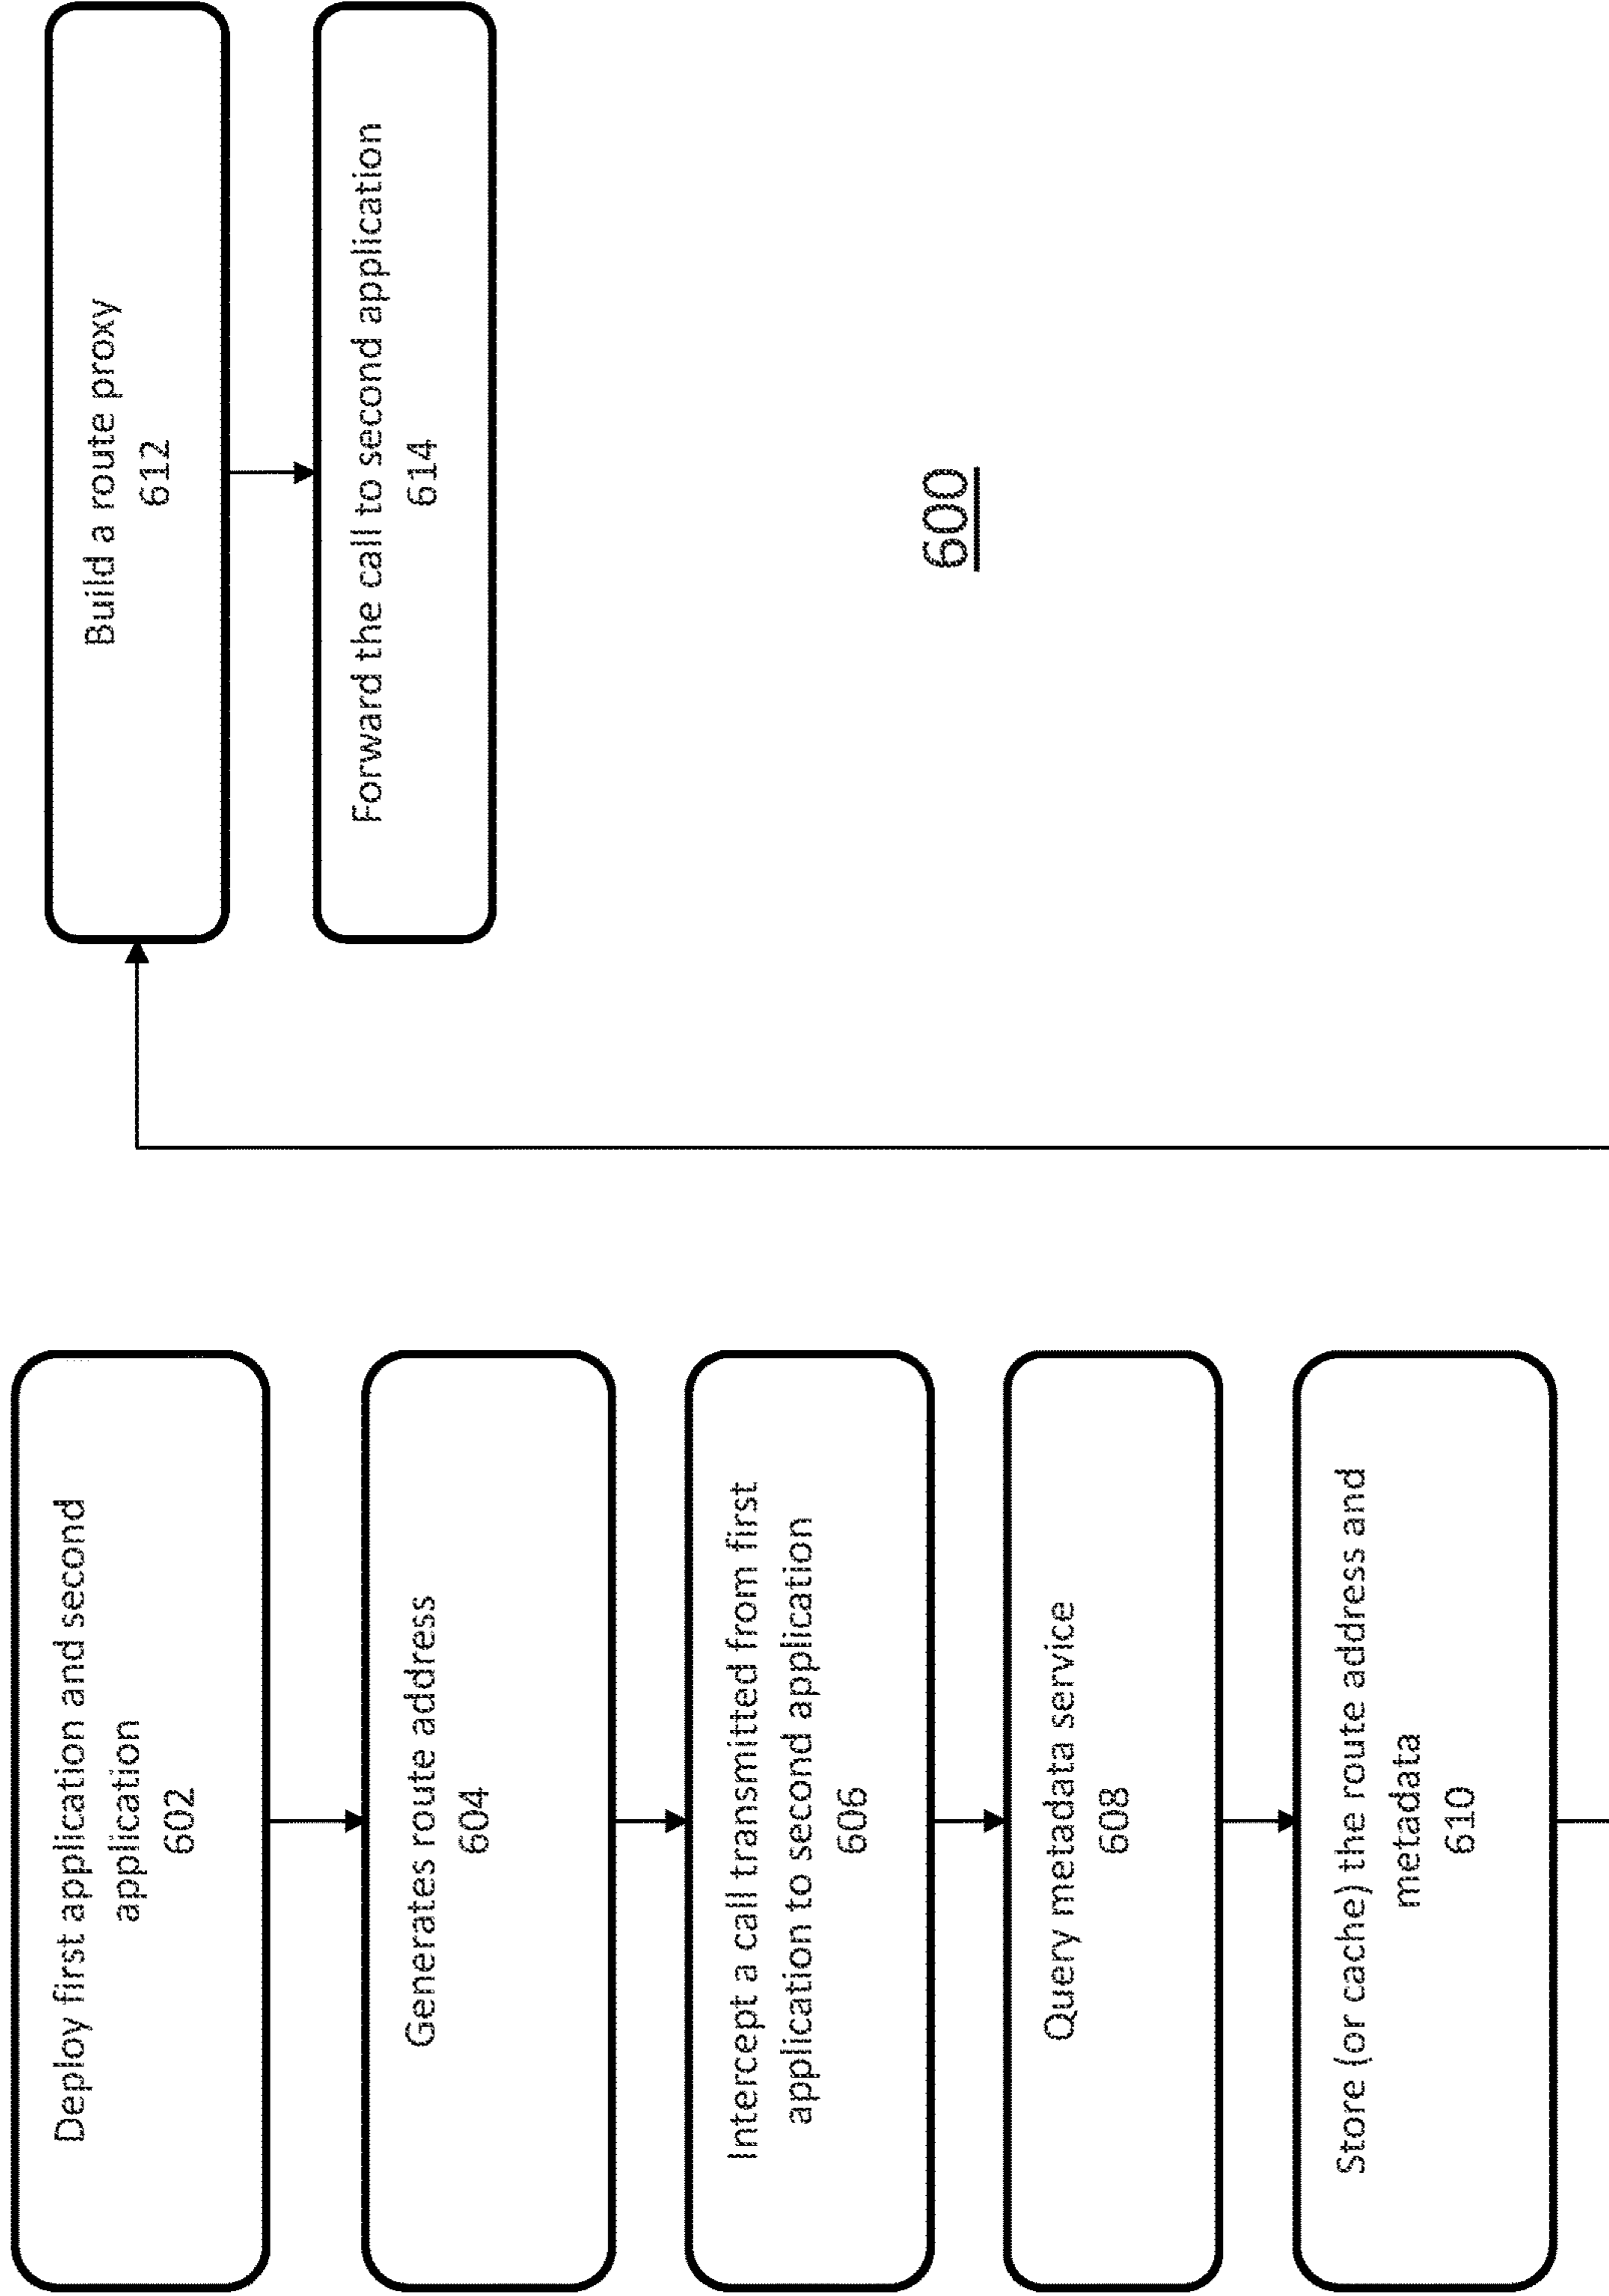 Deploy first application and second
application
602
Generates route address
604
Intercept a call transmitted from first
application to second application
606
Query metadata service
608
Store (or cache) the route address and
metadata
610
Build a route proxy
612
Forward the call to second application
614
600